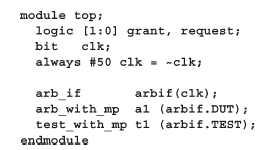 module top;
  logic [1:0] grant, request;
  bit   clk;
  always #50 clk = ~clk;

  arb_if       arbif(clk);
  arb_with_mp  a1 (arbif.DUT);
  test_with_mp t1 (arbif.TEST);
endmodule